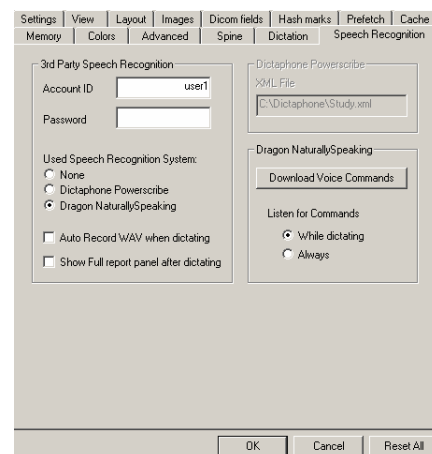 Settings View Layout Images Dicom fields Hash marks Prefetch Cache
Memory Colors Advanced Spine Dictation Speech Recognition
3rd Party Speech Recognition
Account ID user1
Password
Used Speech Recognition System:
None
Dictaphone Powerscribe
Dragon NaturallySpeaking
Auto Record WAV when dictating
Show Full report panel after dictating
Dictaphone Powerscribe
XML File
C:\Dictaphone\Study.xml
Dragon NaturallySpeaking
Download Voice Commands
Listen for Commands
While dictating
Always
OK Cancel Reset All